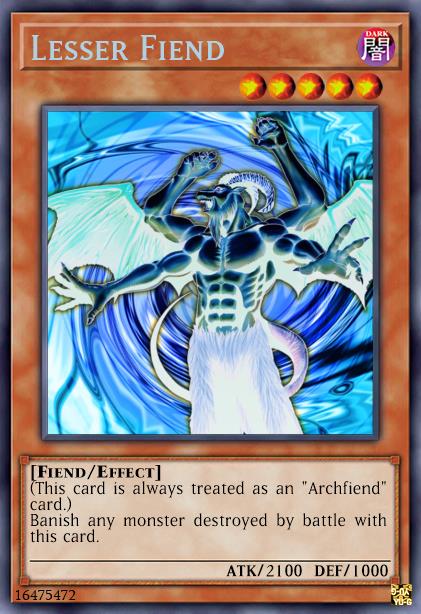 LESSER FIEND
DARK
闇
[FIEND/EFFECT]
(This card is always treated as an "Archfiend"
card.)
Banish any monster destroyed by battle with
this card.
ATK/2100 DEF/1000
16475472